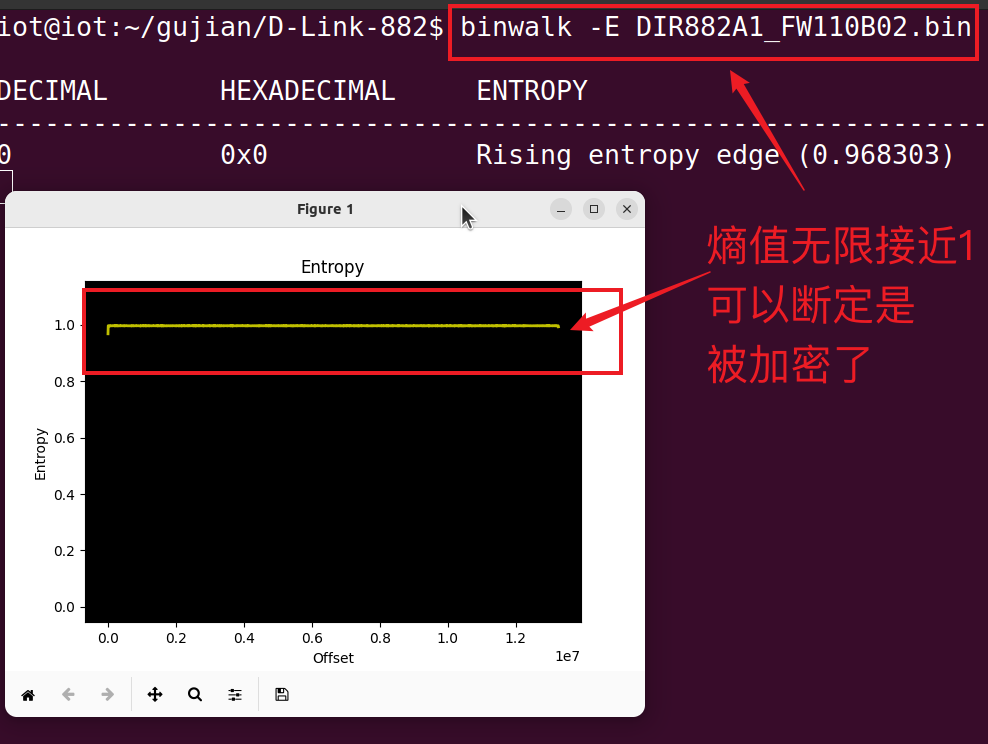 iot@iot:~/gujian/D-Link-882$ binwalk -E DIR882A1_FW110B02.bin
DECIMAL HEXADECIMAL ENTROPY
--------------------------------------------------------------
0 0x0 Rising entropy edge (0.968303)
Figure 1
熵值无限接近1
可以断定是
被加密了
Entropy
1.0
0.8
0.6
0.4
0.2
0.0
Entropy
0.0 0.2 0.4 0.6 0.8 1.0 1.2
Offset
1e7